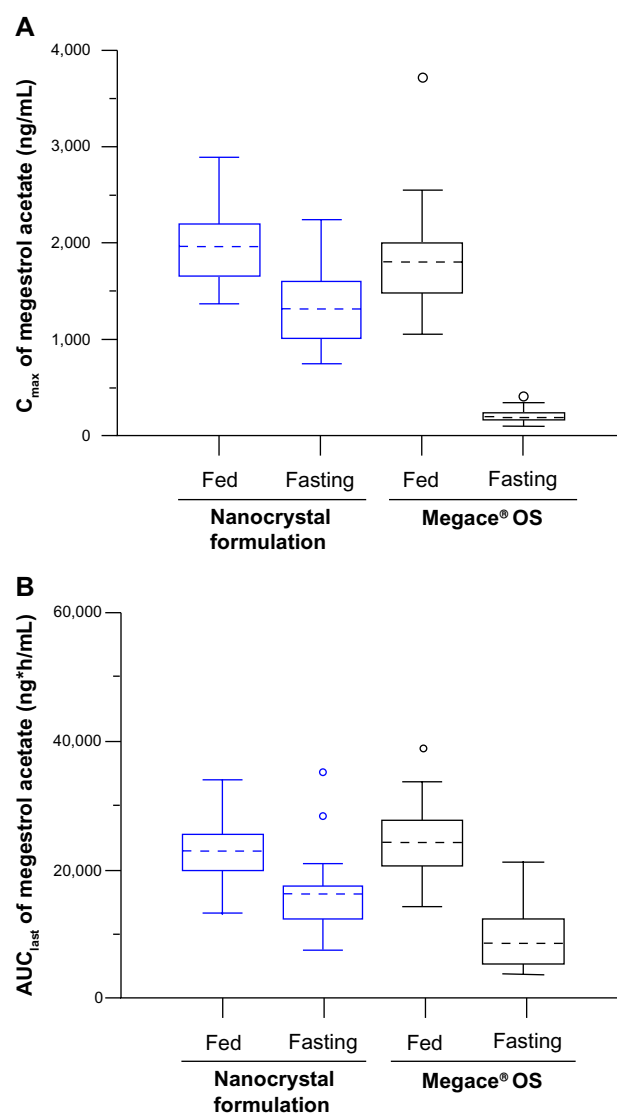 A
C_max of megestrol acetate (ng/mL)
4,000
3,000
2,000
1,000
0
Fed Fasting Fed Fasting
Nanocrystal formulation
Megace® OS
B
AUC_last of megestrol acetate (ng*h/mL)
60,000
40,000
20,000
0
Fed Fasting Fed Fasting
Nanocrystal formulation
Megace® OS